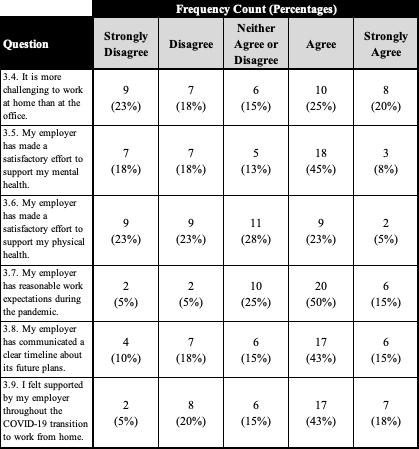 Frequency Count (Percentages)
Question
Strongly Disagree
Disagree
Neither Agree or Disagree
Agree
Strongly Agree
3.4. It is more
challenging to work
at home than at the
office.
9 7 6 10 8
(23%) (18%) (15%) (25%) (20%)
3.5. My employer
has made a
satisfactory effort to
support my mental
health.
7 7 5 18 3
(18%) (18%) (13%) (45%) (8%)
3.6. My employer
has made a
satisfactory effort to
support my physical
health.
9 9 11 9 2
(23%) (23%) (28%) (23%) (5%)
3.7. My employer
has reasonable work
expectations during
the pandemic.
2 2 10 20 6
(5%) (5%) (25%) (50%) (15%)
3.8. My employer
has communicated a
clear timeline about
its future plans.
4 7 6 17 6
(10%) (18%) (15%) (43%) (15%)
3.9. I felt supported
by my employer
throughout the
COVID-19 transition
to work from home.
2 8 6 17 7
(5%) (20%) (15%) (43%) (18%)